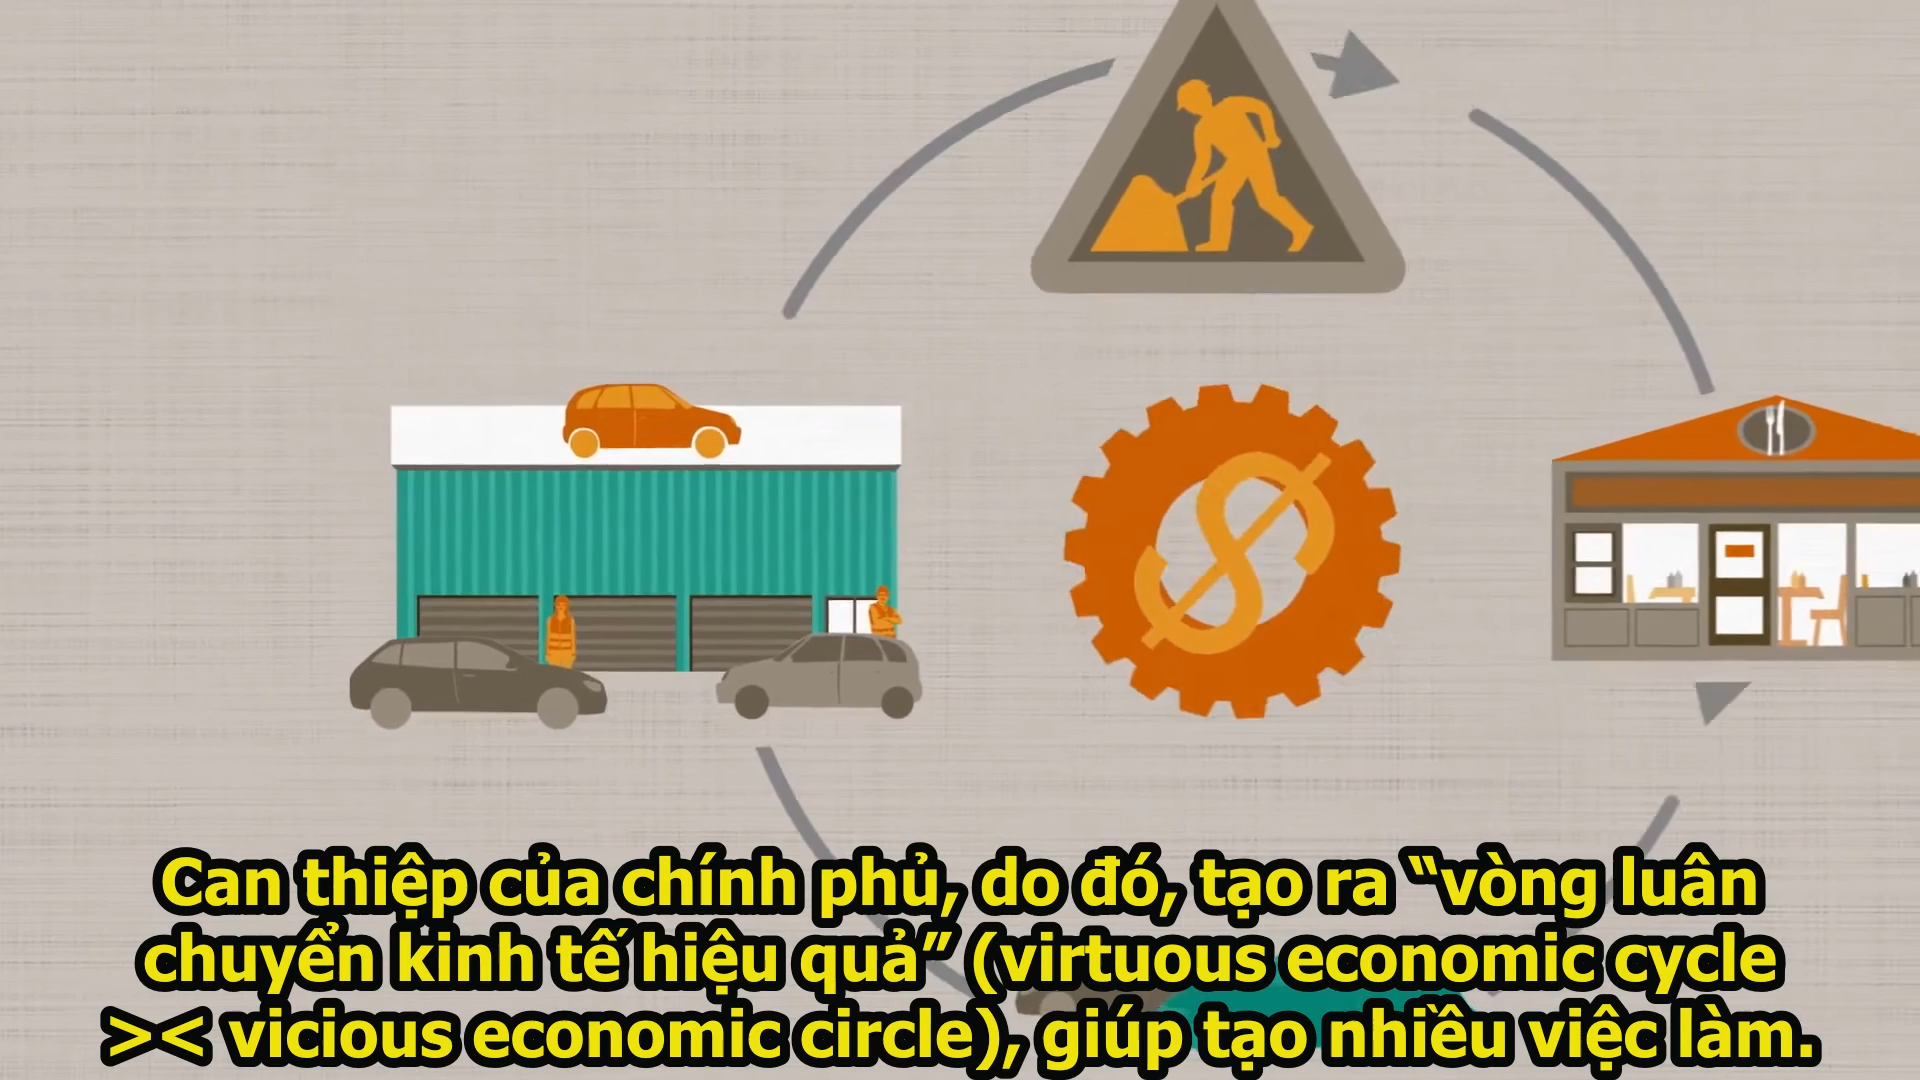 $
Can thiệp của chính phủ, do đó, tạo ra “vòng luân
chuyển kinh tế hiệu quả” (virtuous economic cycle
>< vicious economic circle), giúp tạo nhiều việc làm.